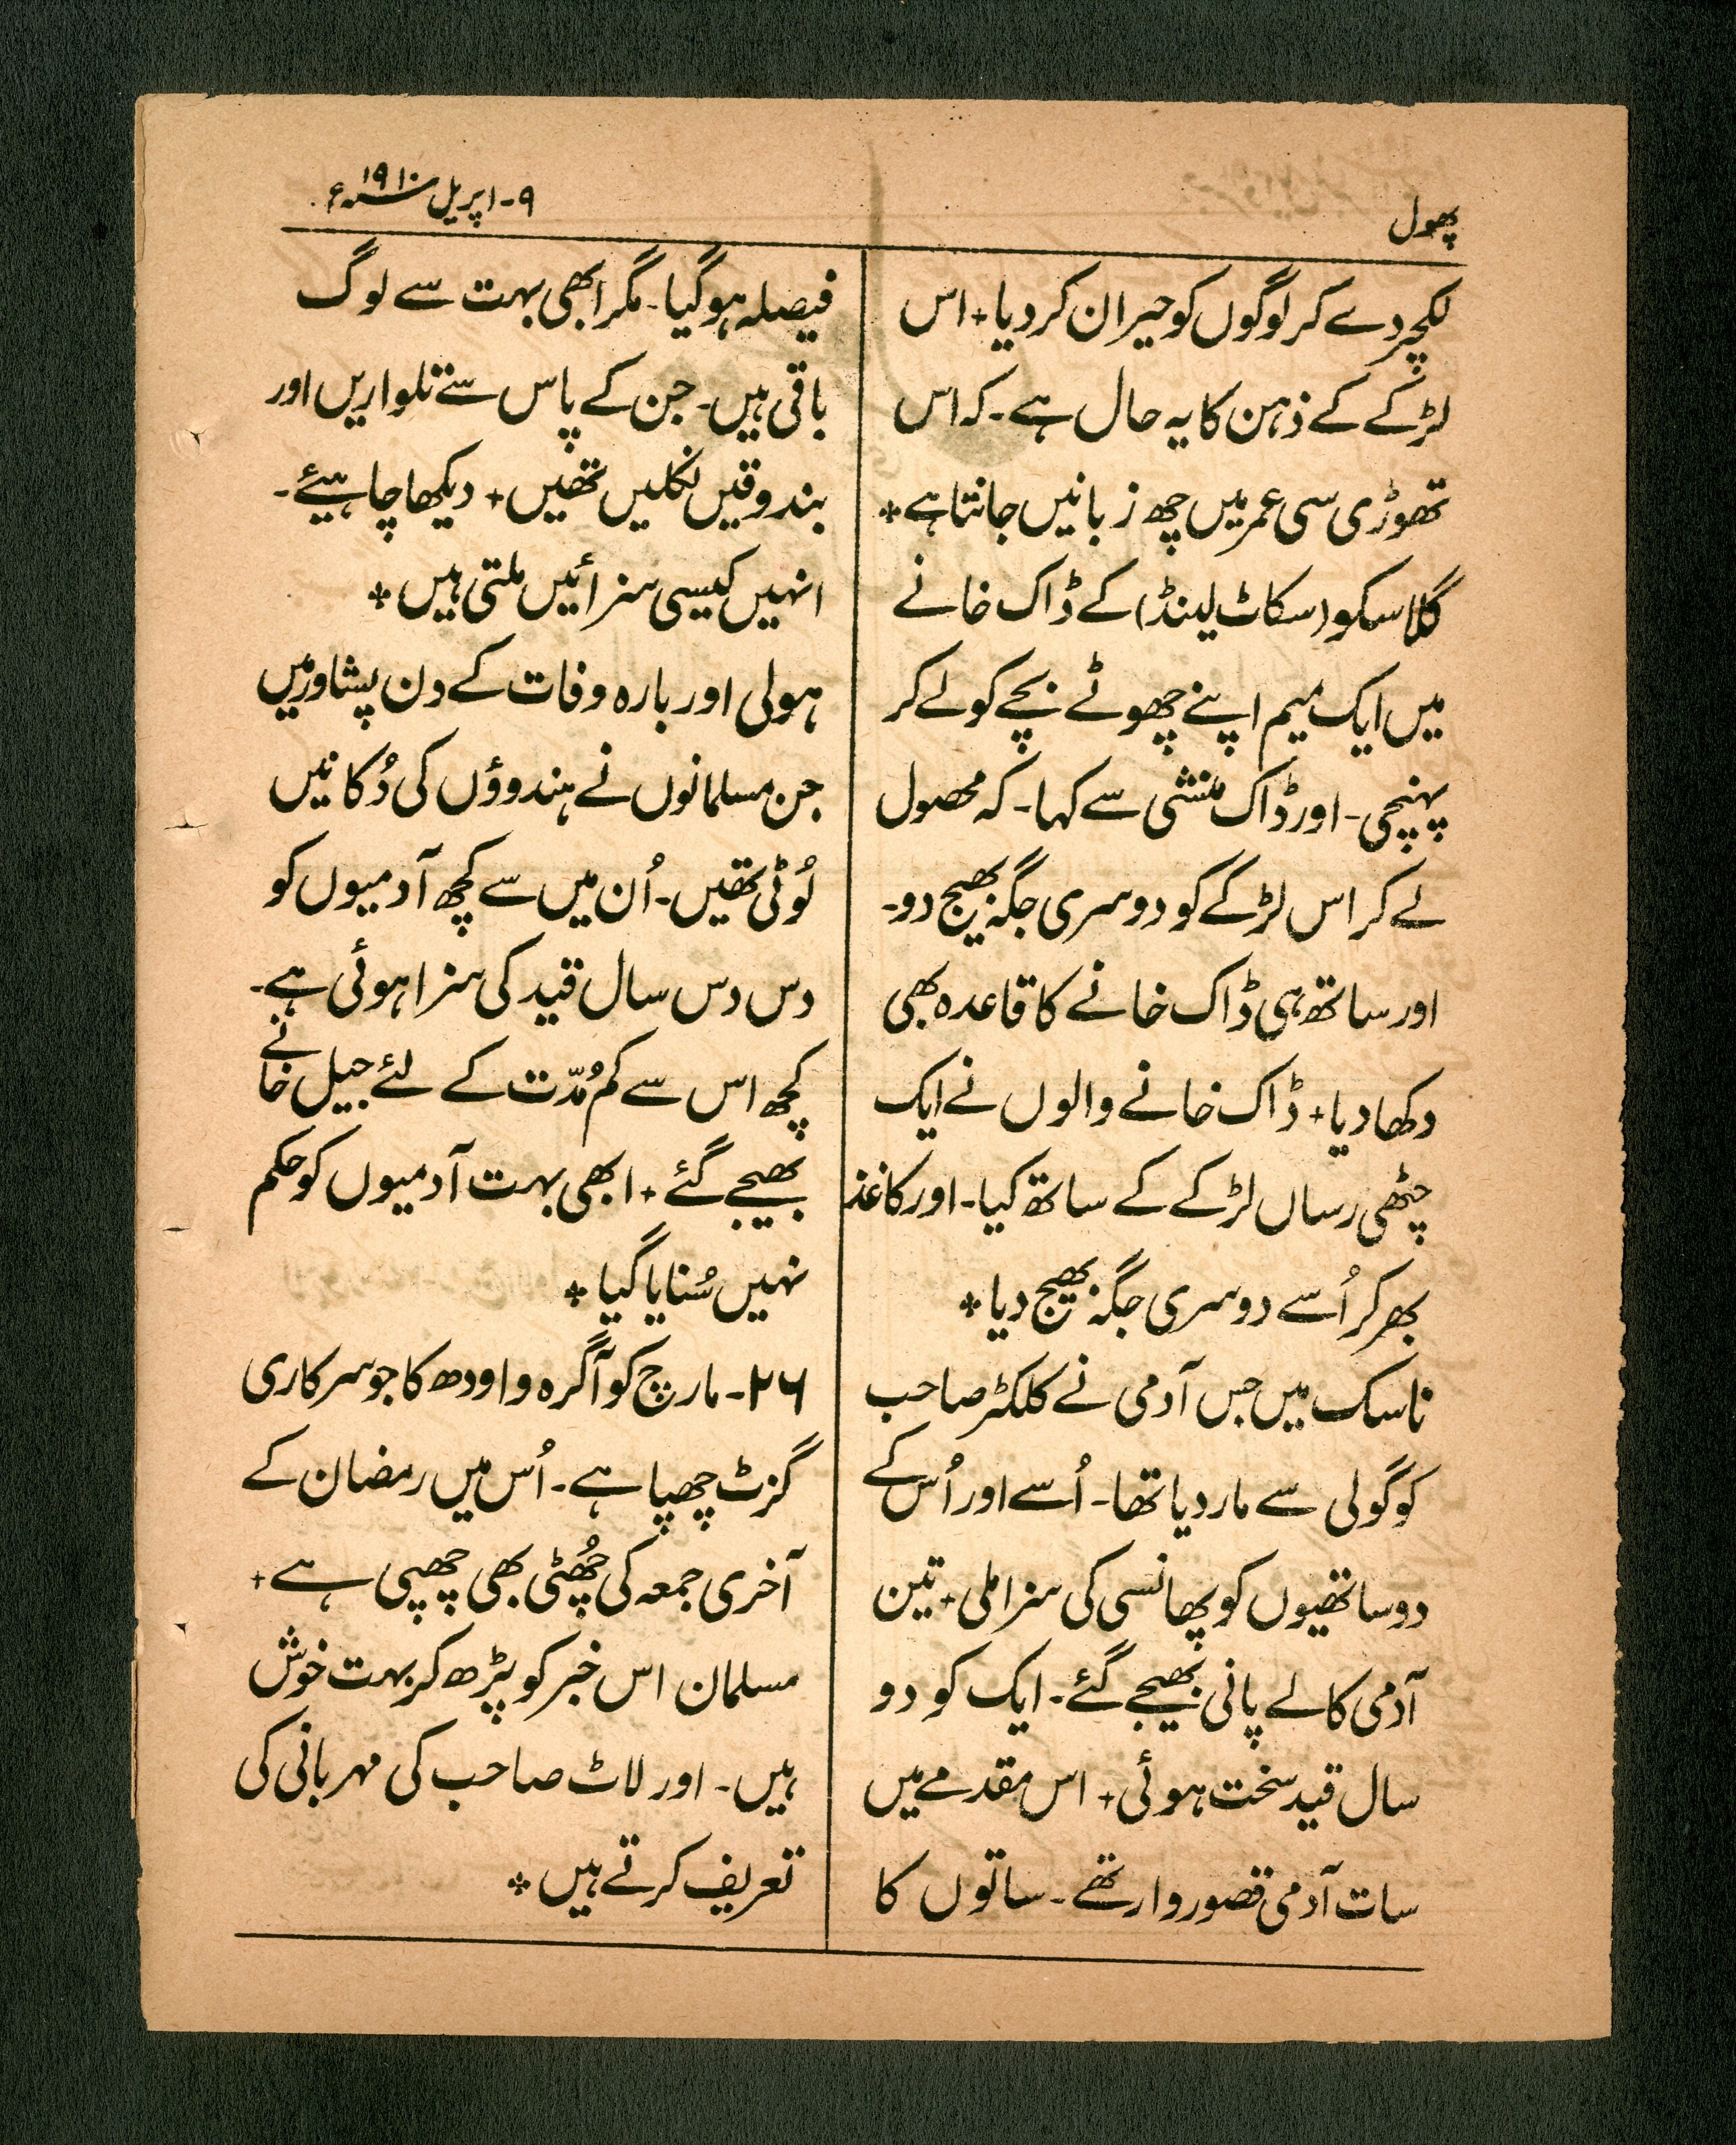 پھول
۹-اپریل سنہ ۱۹۱۰ء
لکچر دے کر لوگوں کو حیران کر دیا+ اس
لڑکے کے ذہن کا یہ حال ہے۔ کہ اس
تھوڑی سی عمر میں چھ زبانیں جانتا ہے *
گلاسکو (سکاٹ لینڈ) کے ڈاک خانے
میں ایک میم اپنے چھوٹے بچے کو لے کر
پہنچی۔ اور ڈاک منشی سے کہا۔ کہ محصول
لے کر اس لڑکے کو دوسری جگہ بھیج دو۔
اور ساتھ ہی ڈاک خانے کا قاعدہ بھی
دکھا دیا+ ڈاک خانے والوں نے ایک
چٹھی رساں لڑکے کے ساتھ کیا۔ اور کاغذ
بھر کر اُسے دوسری جگہ بھیج دیا *
ناسک میں جس آدمی نے کلکٹر صاحب
کو گولی سے مار دیا تھا۔ اُسے اور اُس کے
دو ساتھیوں کو پھانسی کی سزا ملی+ تین
آدمی کالے پانی بھیجے گئے۔ ایک کو دو
سال قید سخت ہوئی+ اس مقدمے میں
سات آدمی قصوروار تھے۔ ساتوں کا
فیصلہ ہو گیا۔ مگر ابھی بہت سے لوگ
باقی ہیں۔ جن کے پاس سے تلواریں اور
بندوقیں نکلیں تھیں+ دیکھا چاہیئے۔
انہیں کیسی سزائیں ملتی ہیں *
ہولی اور بارہ وفات کے دن پشاور میں
جن مسلمانوں نے ہندوؤں کی دُکانیں
لُوٹی تھیں۔ اُن میں سے کچھ آدمیوں کو
دس دس سال قید کی سزا ہوئی ہے۔
کچھ اس سے کم مُدّت کے لئے جیل خانے
بھیجے گئے+ ابھی بہت آدمیوں کو حکم
نہیں سُنایا گیا *
۲۶- مارچ کو آگرہ و اودھ کا جو سرکاری
گزٹ چھپا ہے۔ اُس میں رمضان کے
آخری جمعہ کی چُھٹی بھی چھپی ہے+
مسلمان اس خبر کو پڑھ کر بہت خوش
ہیں۔ اور لاٹ صاحب کی مہربانی کی
تعریف کرتے ہیں *